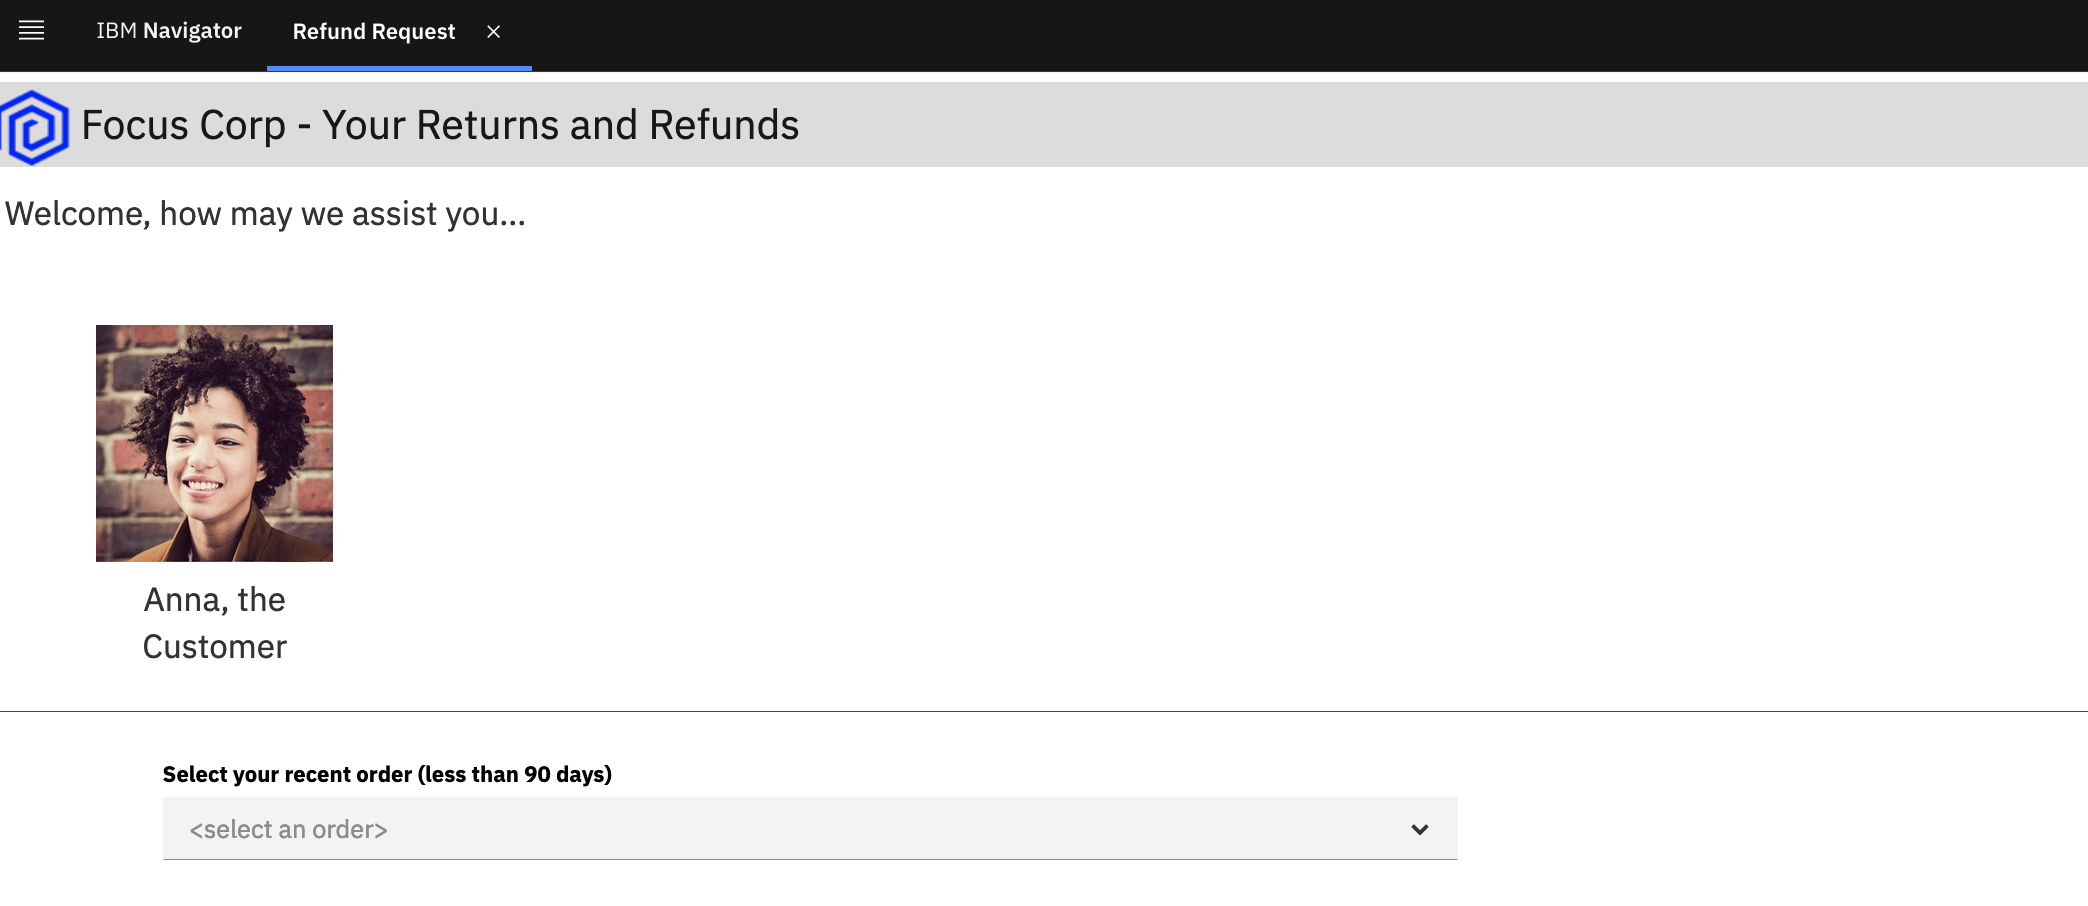 IBM Navigator
Refund Request
Focus Corp - Your Returns and Refunds
Welcome, how may we assist you...
Anna, the
Customer
Select your recent order (less than 90 days)
<select an order>